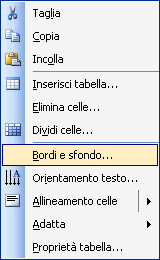 Taglia
Copia
Incolla
Inserisci tabella...
Elimina celle...
Dividi celle...
Bordi e sfondo...
Orientamento testo...
Allineamento celle
Adatta
Proprietà tabella...